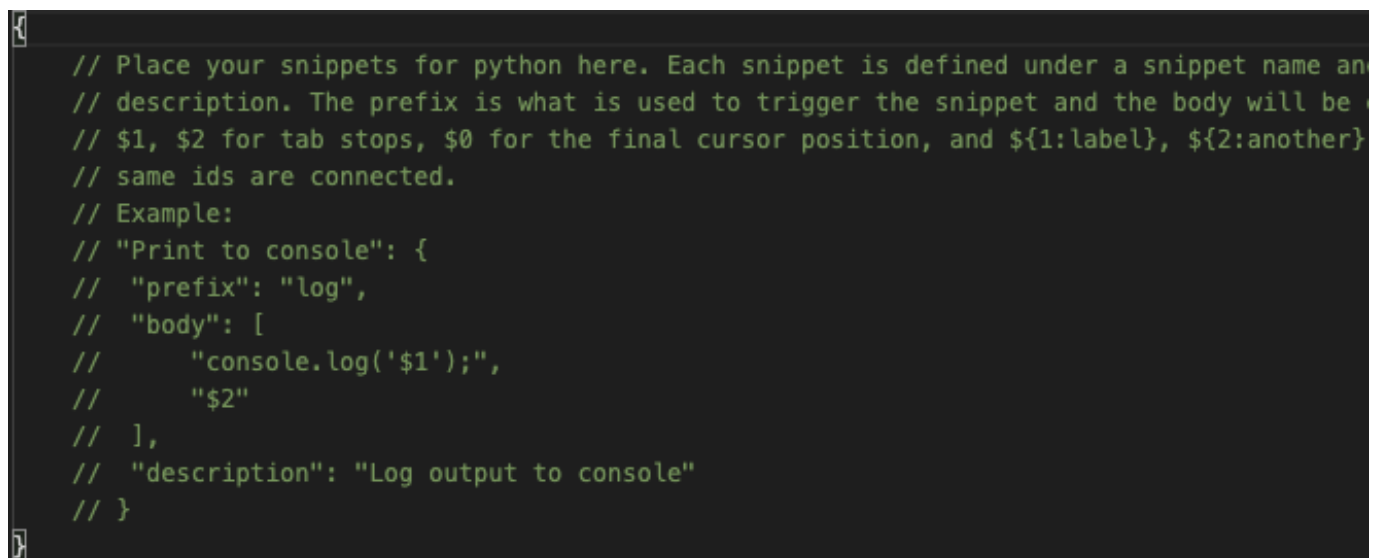 {
// Place your snippets for python here. Each snippet is defined under a snippet name
// description. The prefix is what is used to trigger the snippet and the body will be
// $1, $2 for tab stops, $0 for the final cursor position, and ${1:label}, ${2:another}
// same ids are connected.
// Example:
// "Print to console": {
//  "prefix": "log",
//  "body": [
//      "console.log('$1');",
//      "$2"
//  ],
//  "description": "Log output to console"
// }
}